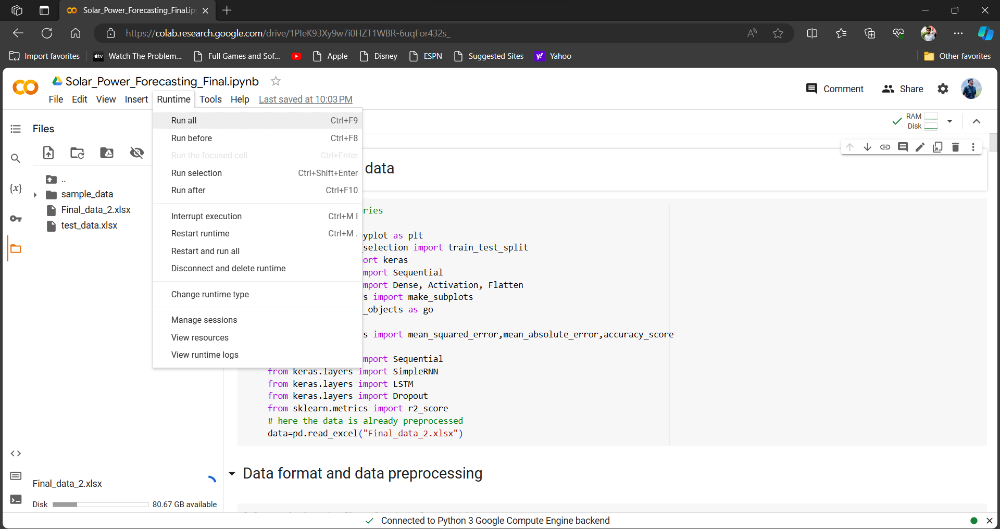 Solar_Power_Forecasting_Final.ip
https://colab.research.google.com/drive/1PIeK93Xy9w7i0HZT1WBR-6uqFor432s_
Import favorites
Watch The Problem...
Full Games and Sof...
Apple
Disney
ESPN
Suggested Sites
Yahoo
Other favorites
Solar_Power_Forecasting_Final.ipynb
Comment
Share
File Edit View Insert Runtime Tools Help Last saved at 10:03 PM
RAM
Disk
Files
Run all Ctrl+F9
Run before Ctrl+F8
Run the focused cell Ctrl+Enter
Run selection Ctrl+Shift+Enter
Run after Ctrl+F10
Interrupt execution Ctrl+M I
Restart runtime Ctrl+M .
Restart and run all
Disconnect and delete runtime
Change runtime type
Manage sessions
View resources
View runtime logs
{x}
..
sample_data
Final_data_2.xlsx
test_data.xlsx
data
ries
yplot as plt
_selection import train_test_split
ort keras
mport Sequential
mport Dense, Activation, Flatten
s import make_subplots
_objects as go
s import mean_squared_error,mean_absolute_error,accuracy_score
mport Sequential
from keras.layers import SimpleRNN
from keras.layers import LSTM
from keras.layers import Dropout
from sklearn.metrics import r2_score
# here the data is already preprocessed
data=pd.read_excel("Final_data_2.xlsx")
Data format and data preprocessing
Final_data_2.xlsx
Disk 80.67 GB available
Connected to Python 3 Google Compute Engine backend